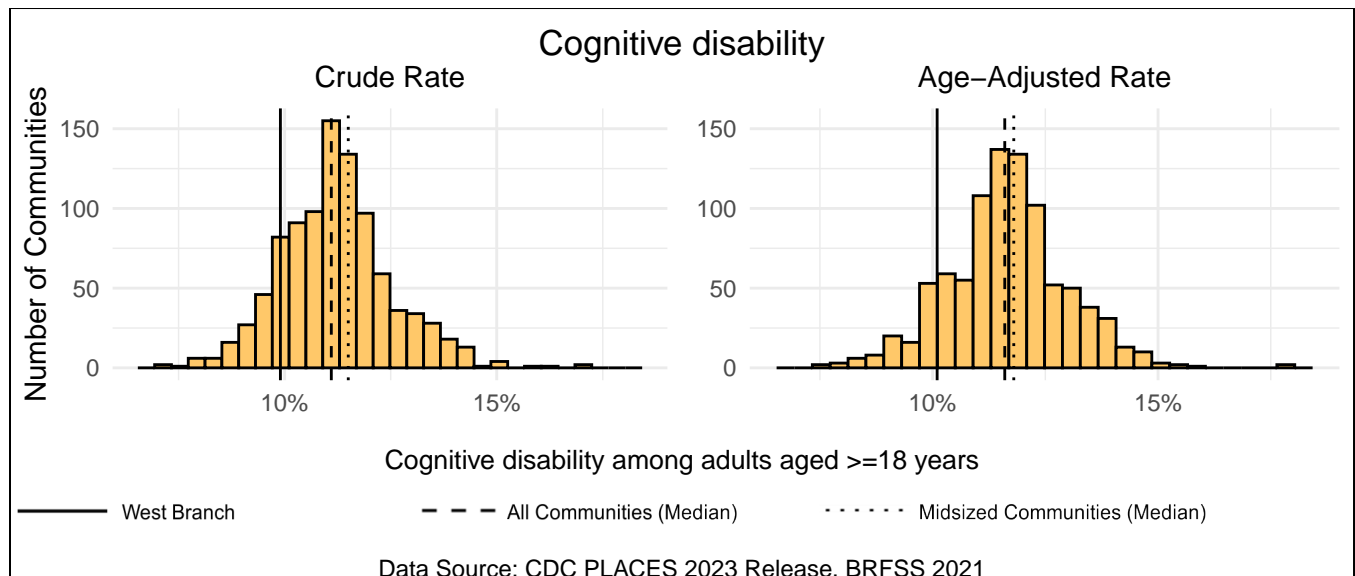 Cognitive disability
Crude Rate
Age−Adjusted Rate
Number of Communities
150
100
50
0
10%
15%
150
100
50
0
10%
15%
Cognitive disability among adults aged >=18 years
West Branch
All Communities (Median)
Midsized Communities (Median)
Data Source: CDC PLACES 2023 Release, BRFSS 2021